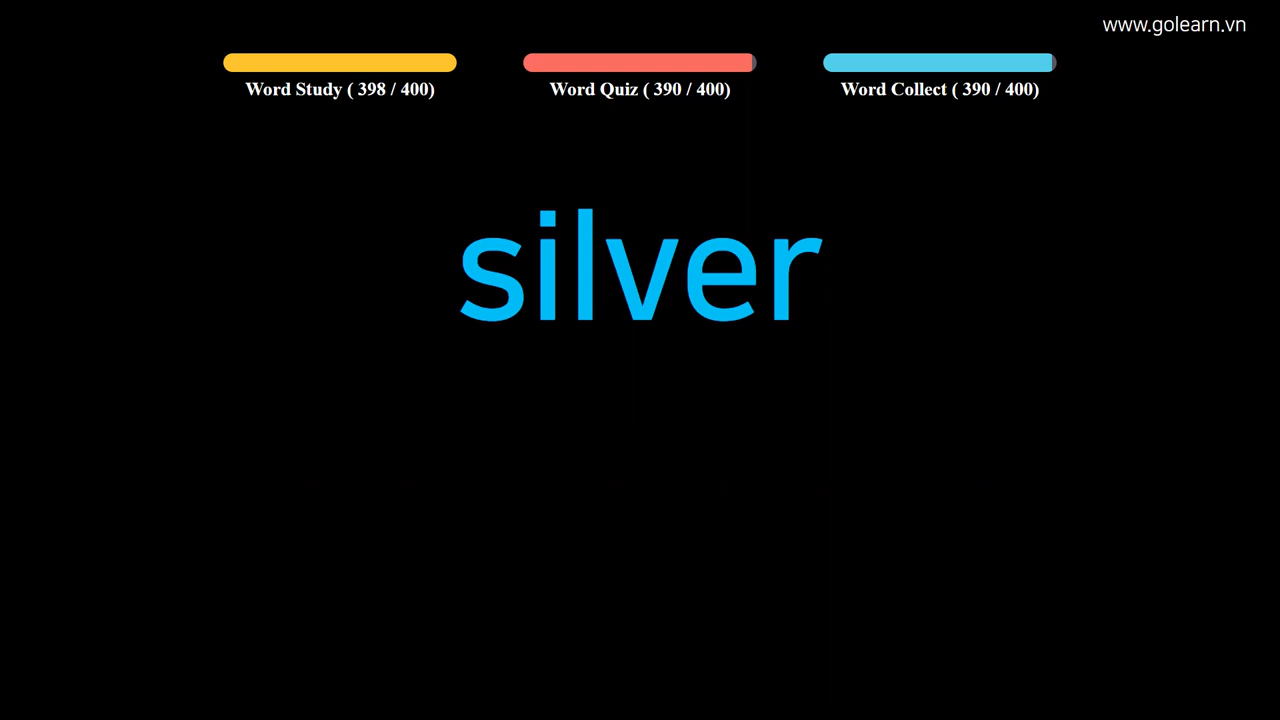 www.golearn.vn
Word Study ( 398 / 400)
Word Quiz ( 390 / 400)
Word Collect ( 390 / 400)
silver